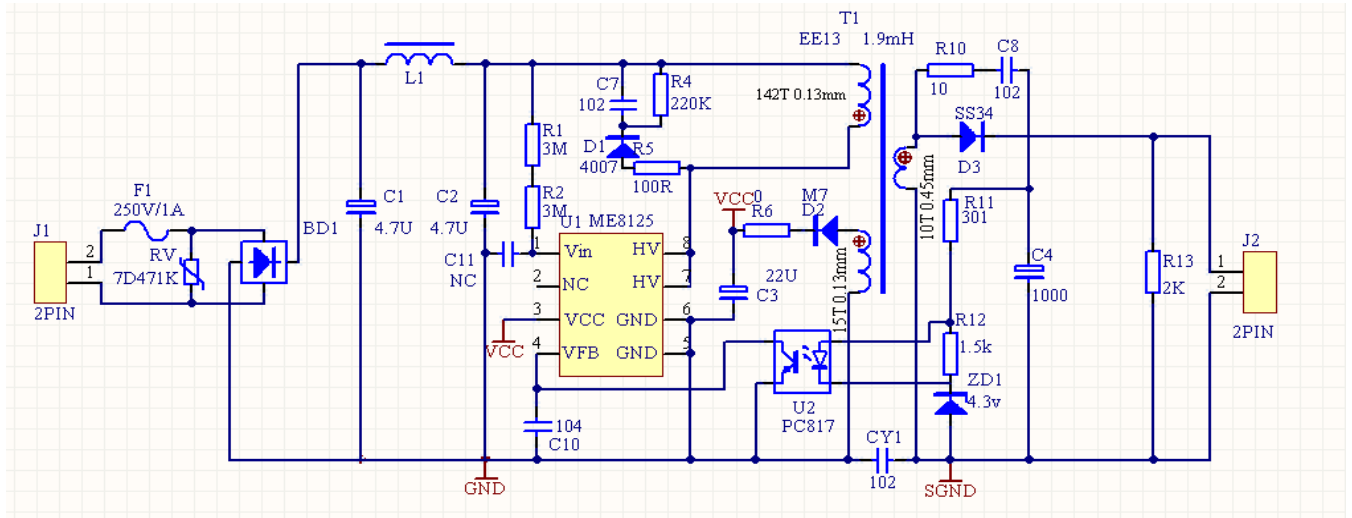 T1
EE13 1.9mH
R10
10
C8
102
L1
C7
102
R4
220K
142T 0.13mm
SS34
D3
R1
3M
D1
4007
R5
100R
R2
3M
10T 0.45mm
F1
250V/1A
C1
4.7U
C2
4.7U
U1 ME8125
VCC
0
R6
M7
D2
R11
301
J1
2
1
2PIN
RV
7D471K
BD1
C11
NC
1
Vin
HV
8
2
NC
HV
7
3
VCC
GND
6
4
VFB
GND
5
VCC
22U
C3
15T 0.13mm
C4
1000
R13
2K
J2
1
2
2PIN
R12
1.5k
ZD1
4.3v
U2
PC817
104
C10
CY1
102
GND
SGND